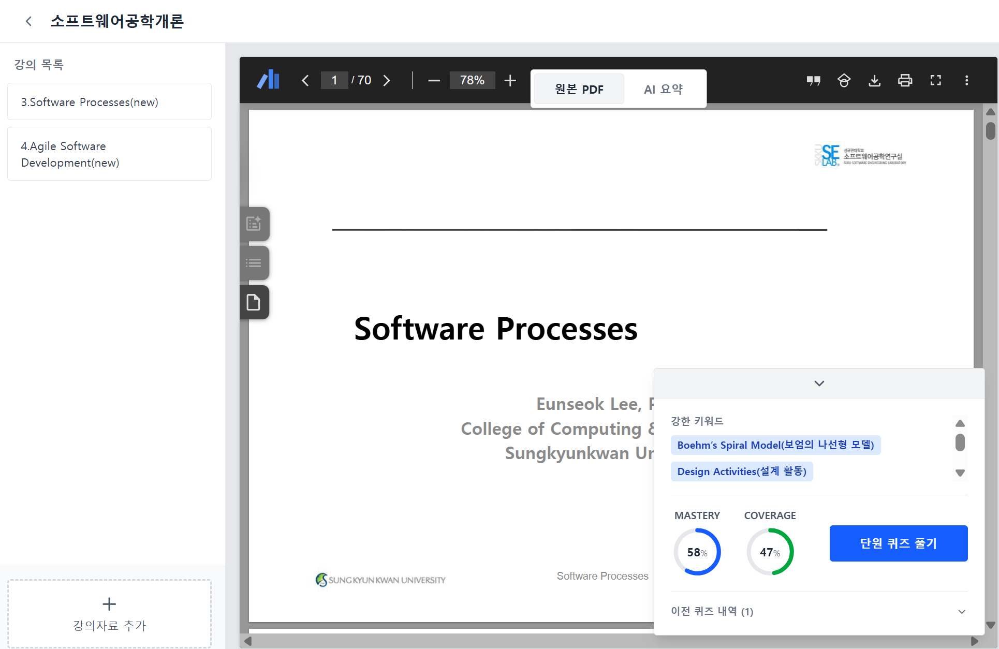 소프트웨어공학개론
강의 목록
3.Software Processes(new)
4.Agile Software
Development(new)
강의자료 추가
1 / 70
78%
원본 PDF
AI 요약
SKKU
SE
LAB.
성균관대학교
소프트웨어공학연구실
SKKU SOFTWARE ENGINEERING LABORATORY
Software Processes
Eunseok Lee,
College of Computing &
Sungkyunkwan
SUNG KYUN KWAN UNIVERSITY
Software Processes
강한 키워드
Boehm's Spiral Model(보엄의 나선형 모델)
Design Activities(설계 활동)
MASTERY
COVERAGE
58%
47%
단원 퀴즈 풀기
이전 퀴즈 내역 (1)